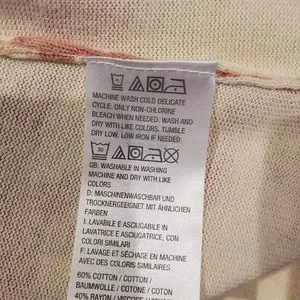 MACHINE WASH COLD DELICATE
CYCLE. ONLY NON-CHLORINE
BLEACH WHEN NEEDED. WASH AND
DRY WITH LIKE COLORS, TUMBLE
DRY LOW. LOW IRON IF NEEDED.
30
GB: WASHABLE IN WASHING
MACHINE AND DRY WITH LIKE
COLORS
D: MASCHINENWASCHBAR UND
TROCKNERGEEIGNET MIT ÄHNLICHEN
FARBEN
I: LAVABILE E ASCIUGABILE IN
LAVATRICE E ASCIUGATRICE, CON
COLORI SIMILARI
F: LAVAGE ET SÉCHAGE EN MACHINE
AVEC DES COLORIS SIMILAIRES
60% COTTON / COTTON /
BAUMWOLLE / COTONE / COTON
40% RAYON / VISCOSE